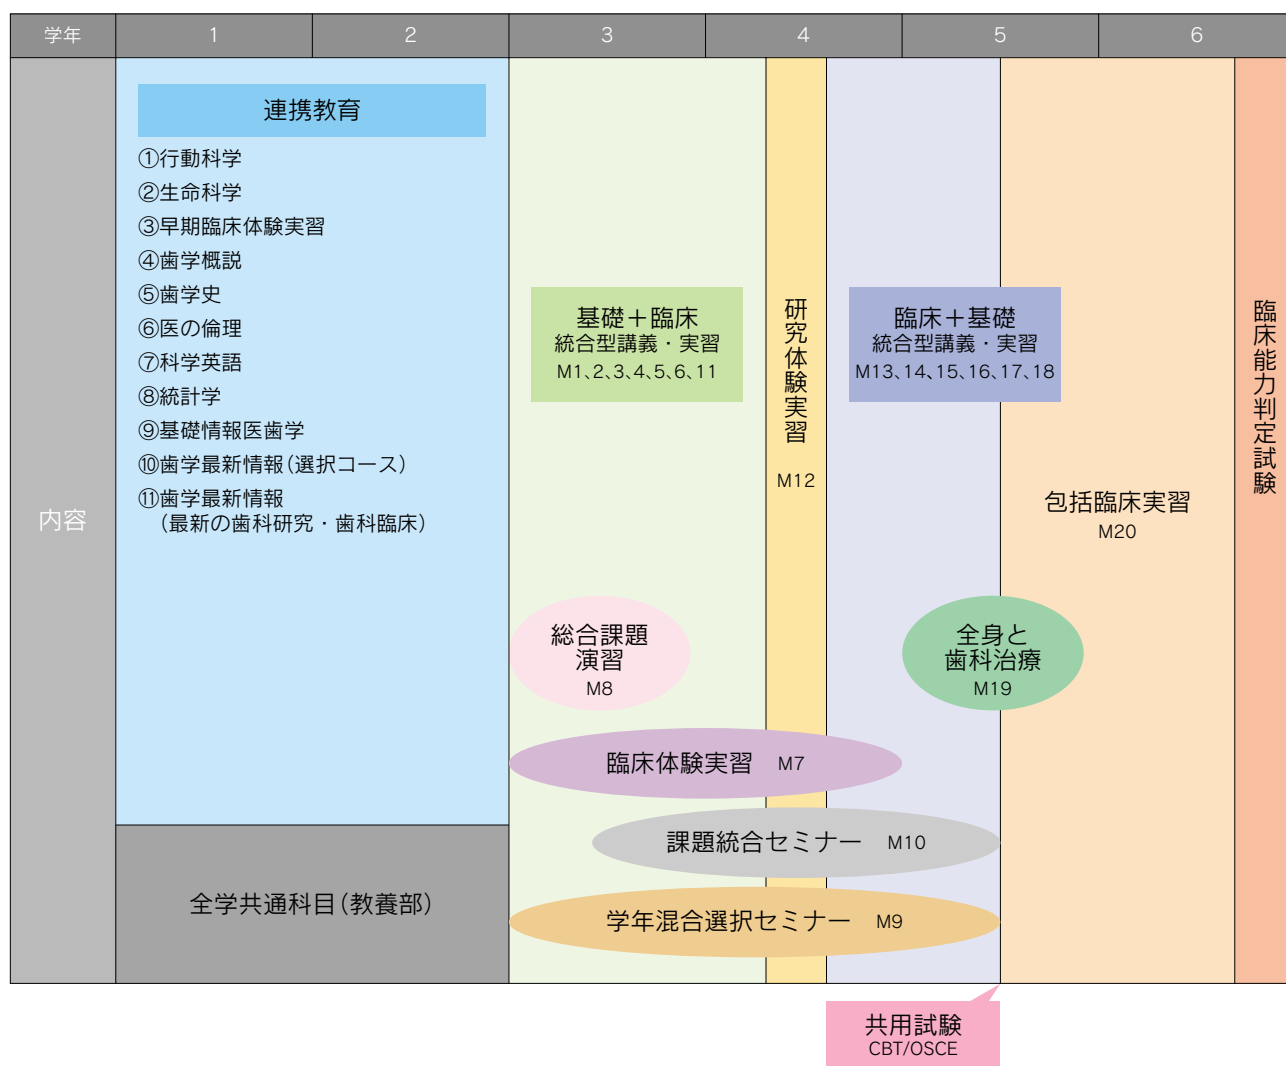 学年 1 2 3 4 5 6
内容
連携教育
①行動科学
②生命科学
③早期臨床体験実習
④歯学概説
⑤歯学史
⑥医の倫理
⑦科学英語
⑧統計学
⑨基礎情報医歯学
⑩歯学最新情報(選択コース)
⑪歯学最新情報
(最新の歯科研究・歯科臨床)
全学共通科目(教養部)
基礎＋臨床
統合型講義・実習
M1、2、3、4、5、6、11
研究体験実習
M12
臨床＋基礎
統合型講義・実習
M13、14、15、16、17、18
包括臨床実習
M20
臨床能力判定試験
総合課題
演習
M8
全身と
歯科治療
M19
臨床体験実習 M7
課題統合セミナー M10
学年混合選択セミナー M9
共用試験
CBT/OSCE